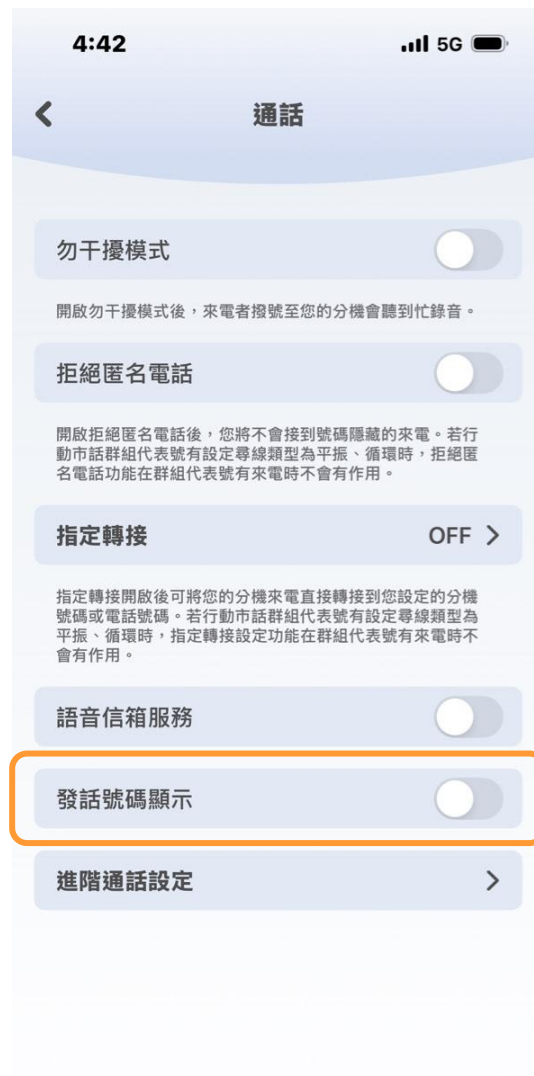 4:42
5G
通話
勿干擾模式
開啟勿干擾模式後，來電者撥號至您的分機會聽到忙錄音。
拒絕匿名電話
開啟拒絕匿名電話後，您將不會接到號碼隱藏的來電。若行
動市話群組代表號有設定尋線類型為平振、循環時，拒絕匿
名電話功能在群組代表號有來電時不會有作用。
指定轉接 OFF
指定轉接開啟後可將您的分機來電直接轉接到您設定的分機
號碼或電話號碼。若行動市話群組代表號有設定尋線類型為
平振、循環時，指定轉接設定功能在群組代表號有來電時不
會有作用。
語音信箱服務
發話號碼顯示
進階通話設定